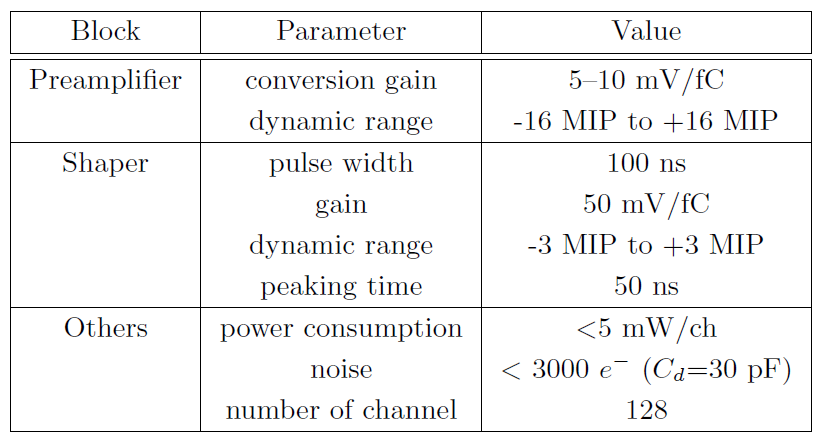 Block Parameter Value
Preamplifier conversion gain 5–10 mV/fC
dynamic range -16 MIP to +16 MIP
Shaper pulse width 100 ns
gain 50 mV/fC
dynamic range -3 MIP to +3 MIP
peaking time 50 ns
Others power consumption <5 mW/ch
noise < 3000 e⁻ (C_d=30 pF)
number of channel 128